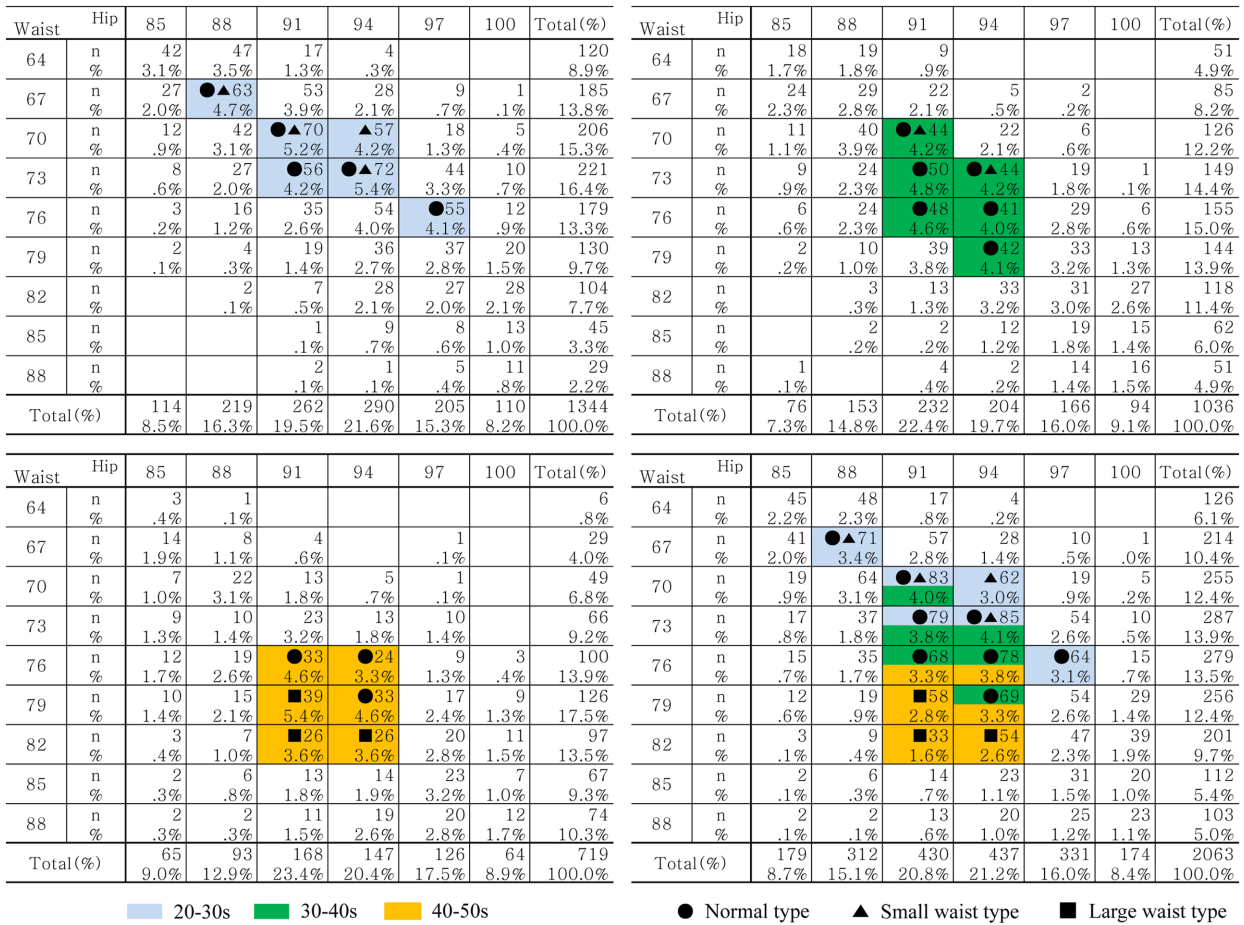 Waist Hip 85 88 91 94 97 100 Total(%)
64 n 42 47 17 4 120
% 3.1% 3.5% 1.3% .3% 8.9%
67 n 27 ●▲63 53 28 9 1 185
% 2.0% 4.7% 3.9% 2.1% .7% .1% 13.8%
70 n 12 42 ●▲70 ▲57 18 5 206
% .9% 3.1% 5.2% 4.2% 1.3% .4% 15.3%
73 n 8 27 ●56 ●▲72 44 10 221
% .6% 2.0% 4.2% 5.4% 3.3% .7% 16.4%
76 n 3 16 35 54 ●55 12 179
% .2% 1.2% 2.6% 4.0% 4.1% .9% 13.3%
79 n 2 4 19 36 37 20 130
% .1% .3% 1.4% 2.7% 2.8% 1.5% 9.7%
82 n 2 7 28 27 28 104
% .1% .5% 2.1% 2.0% 2.1% 7.7%
85 n 1 9 8 13 45
% .1% .7% .6% 1.0% 3.3%
88 n 2 1 5 11 29
% .1% .1% .4% .8% 2.2%
Total(%) 114 219 262 290 205 110 1344
8.5% 16.3% 19.5% 21.6% 15.3% 8.2% 100.0%
Waist Hip 85 88 91 94 97 100 Total(%)
64 n 18 19 9 51
% 1.7% 1.8% .9% 4.9%
67 n 24 29 22 5 2 85
% 2.3% 2.8% 2.1% .5% .2% 8.2%
70 n 11 40 ●▲44 22 6 126
% 1.1% 3.9% 4.2% 2.1% .6% 12.2%
73 n 9 24 ●50 ●▲44 19 1 149
% .9% 2.3% 4.8% 4.2% 1.8% .1% 14.4%
76 n 6 24 ●48 ●41 29 6 155
% .6% 2.3% 4.6% 4.0% 2.8% .6% 15.0%
79 n 2 10 39 ●42 33 13 144
% .2% 1.0% 3.8% 4.1% 3.2% 1.3% 13.9%
82 n 3 13 33 31 27 118
% .3% 1.3% 3.2% 3.0% 2.6% 11.4%
85 n 2 2 12 19 15 62
% .2% .2% 1.2% 1.8% 1.4% 6.0%
88 n 1 4 2 14 16 51
% .1% .4% .2% 1.4% 1.5% 4.9%
Total(%) 76 153 232 204 166 94 1036
7.3% 14.8% 22.4% 19.7% 16.0% 9.1% 100.0%
Waist Hip 85 88 91 94 97 100 Total(%)
64 n 3 1 6
% .4% .1% .8%
67 n 14 8 4 1 29
% 1.9% 1.1% .6% .1% 4.0%
70 n 7 22 13 5 1 49
% 1.0% 3.1% 1.8% .7% .1% 6.8%
73 n 9 10 23 13 10 66
% 1.3% 1.4% 3.2% 1.8% 1.4% 9.2%
76 n 12 19 ●33 ●24 9 3 100
% 1.7% 2.6% 4.6% 3.3% 1.3% .4% 13.9%
79 n 10 15 ■39 ●33 17 9 126
% 1.4% 2.1% 5.4% 4.6% 2.4% 1.3% 17.5%
82 n 3 7 ■26 ■26 20 11 97
% .4% 1.0% 3.6% 3.6% 2.8% 1.5% 13.5%
85 n 2 6 13 14 23 7 67
% .3% .8% 1.8% 1.9% 3.2% 1.0% 9.3%
88 n 2 2 11 19 20 12 74
% .3% .3% 1.5% 2.6% 2.8% 1.7% 10.3%
Total(%) 65 93 168 147 126 64 719
9.0% 12.9% 23.4% 20.4% 17.5% 8.9% 100.0%
Waist Hip 85 88 91 94 97 100 Total(%)
64 n 45 48 17 4 126
% 2.2% 2.3% .8% .2% 6.1%
67 n 41 ●▲71 57 28 10 1 214
% 2.0% 3.4% 2.8% 1.4% .5% .0% 10.4%
70 n 19 64 ●▲83 ▲62 19 5 255
% .9% 3.1% 4.0% 3.0% .9% .2% 12.4%
73 n 17 37 ●79 ●▲85 54 10 287
% .8% 1.8% 3.8% 4.1% 2.6% .5% 13.9%
76 n 15 35 ●68 ●78 ●64 15 279
% .7% 1.7% 3.3% 3.8% 3.1% .7% 13.5%
79 n 12 19 ■58 ●69 54 29 256
% .6% .9% 2.8% 3.3% 2.6% 1.4% 12.4%
82 n 3 9 ■33 ■54 47 39 201
% .1% .4% 1.6% 2.6% 2.3% 1.9% 9.7%
85 n 2 6 14 23 31 20 112
% .1% .3% .7% 1.1% 1.5% 1.0% 5.4%
88 n 2 2 13 20 25 23 103
% .1% .1% .6% 1.0% 1.2% 1.1% 5.0%
Total(%) 179 312 430 437 331 174 2063
8.7% 15.1% 20.8% 21.2% 16.0% 8.4% 100.0%
20-30s 30-40s 40-50s ● Normal type ▲ Small waist type ■ Large waist type